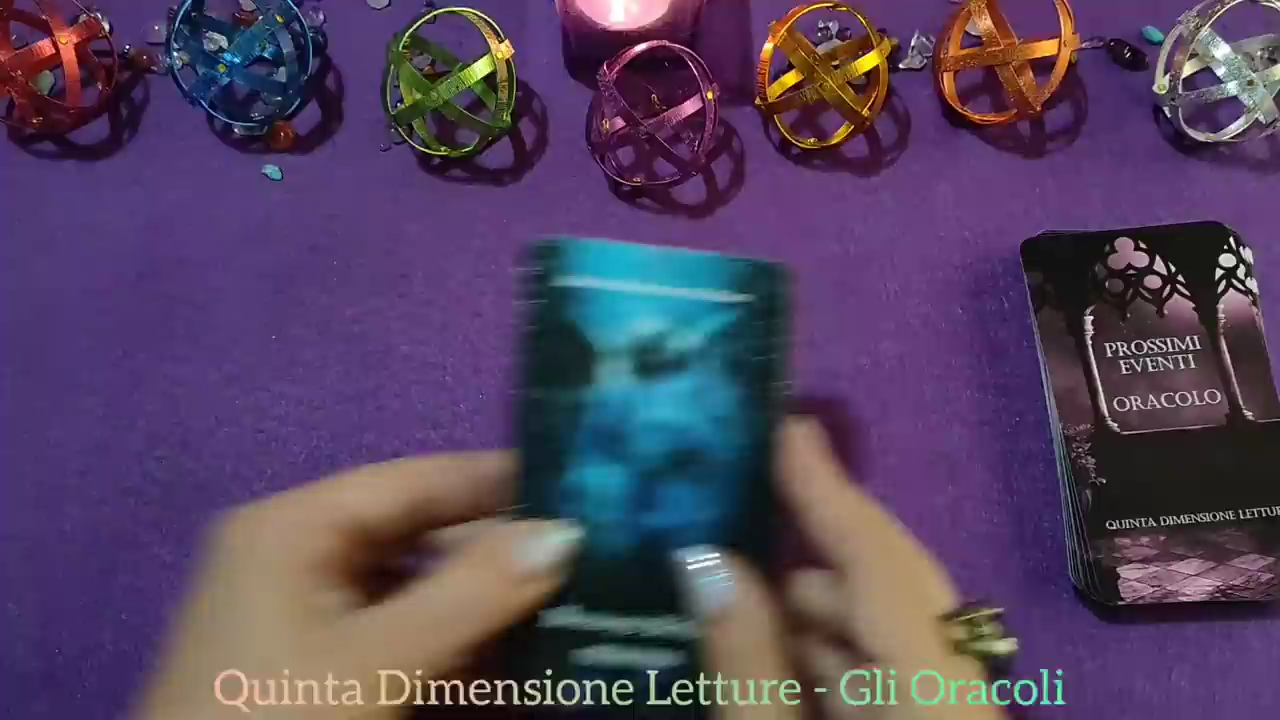 PROSSIMI
EVENTI
ORACOLO
QUINTA DIMENSIONE LETTURE
Quinta Dimensione Letture - Gli Oracoli